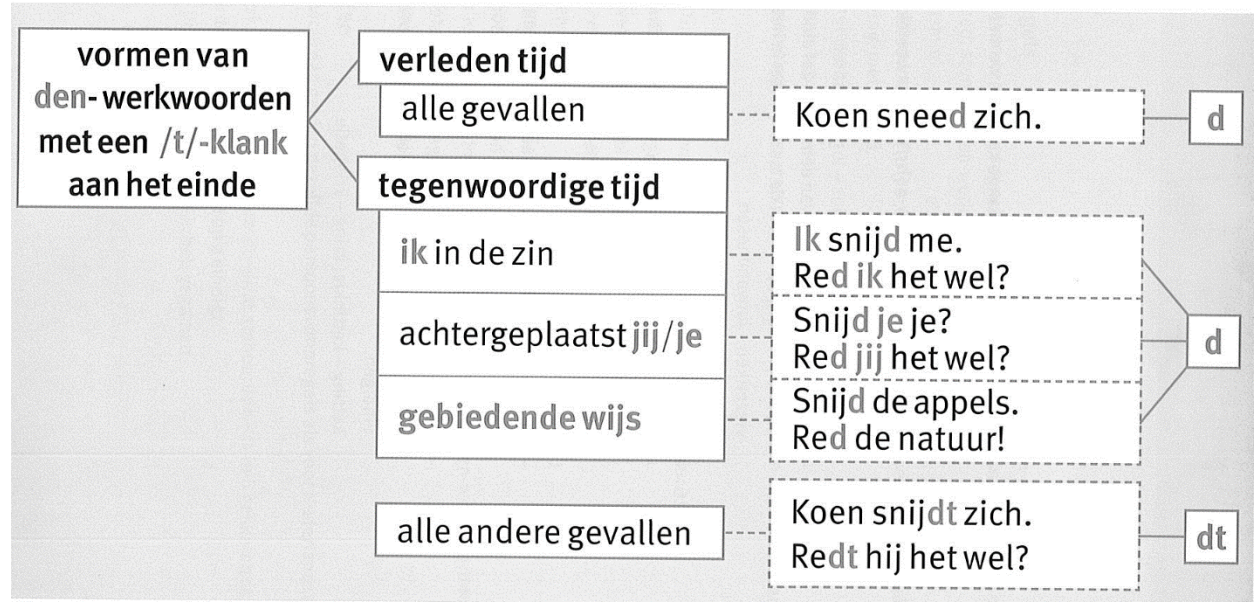 vormen van
den-werkwoorden
met een /t/-klank
aan het einde
verleden tijd
alle gevallen
Koen sneed zich.
d
tegenwoordige tijd
ik in de zin
Ik snijd me.
Red ik het wel?
achtergeplaatst jij/je
Snijd je je?
Red jij het wel?
d
gebiedende wijs
Snijd de appels.
Red de natuur!
alle andere gevallen
Koen snijdt zich.
Redt hij het wel?
dt